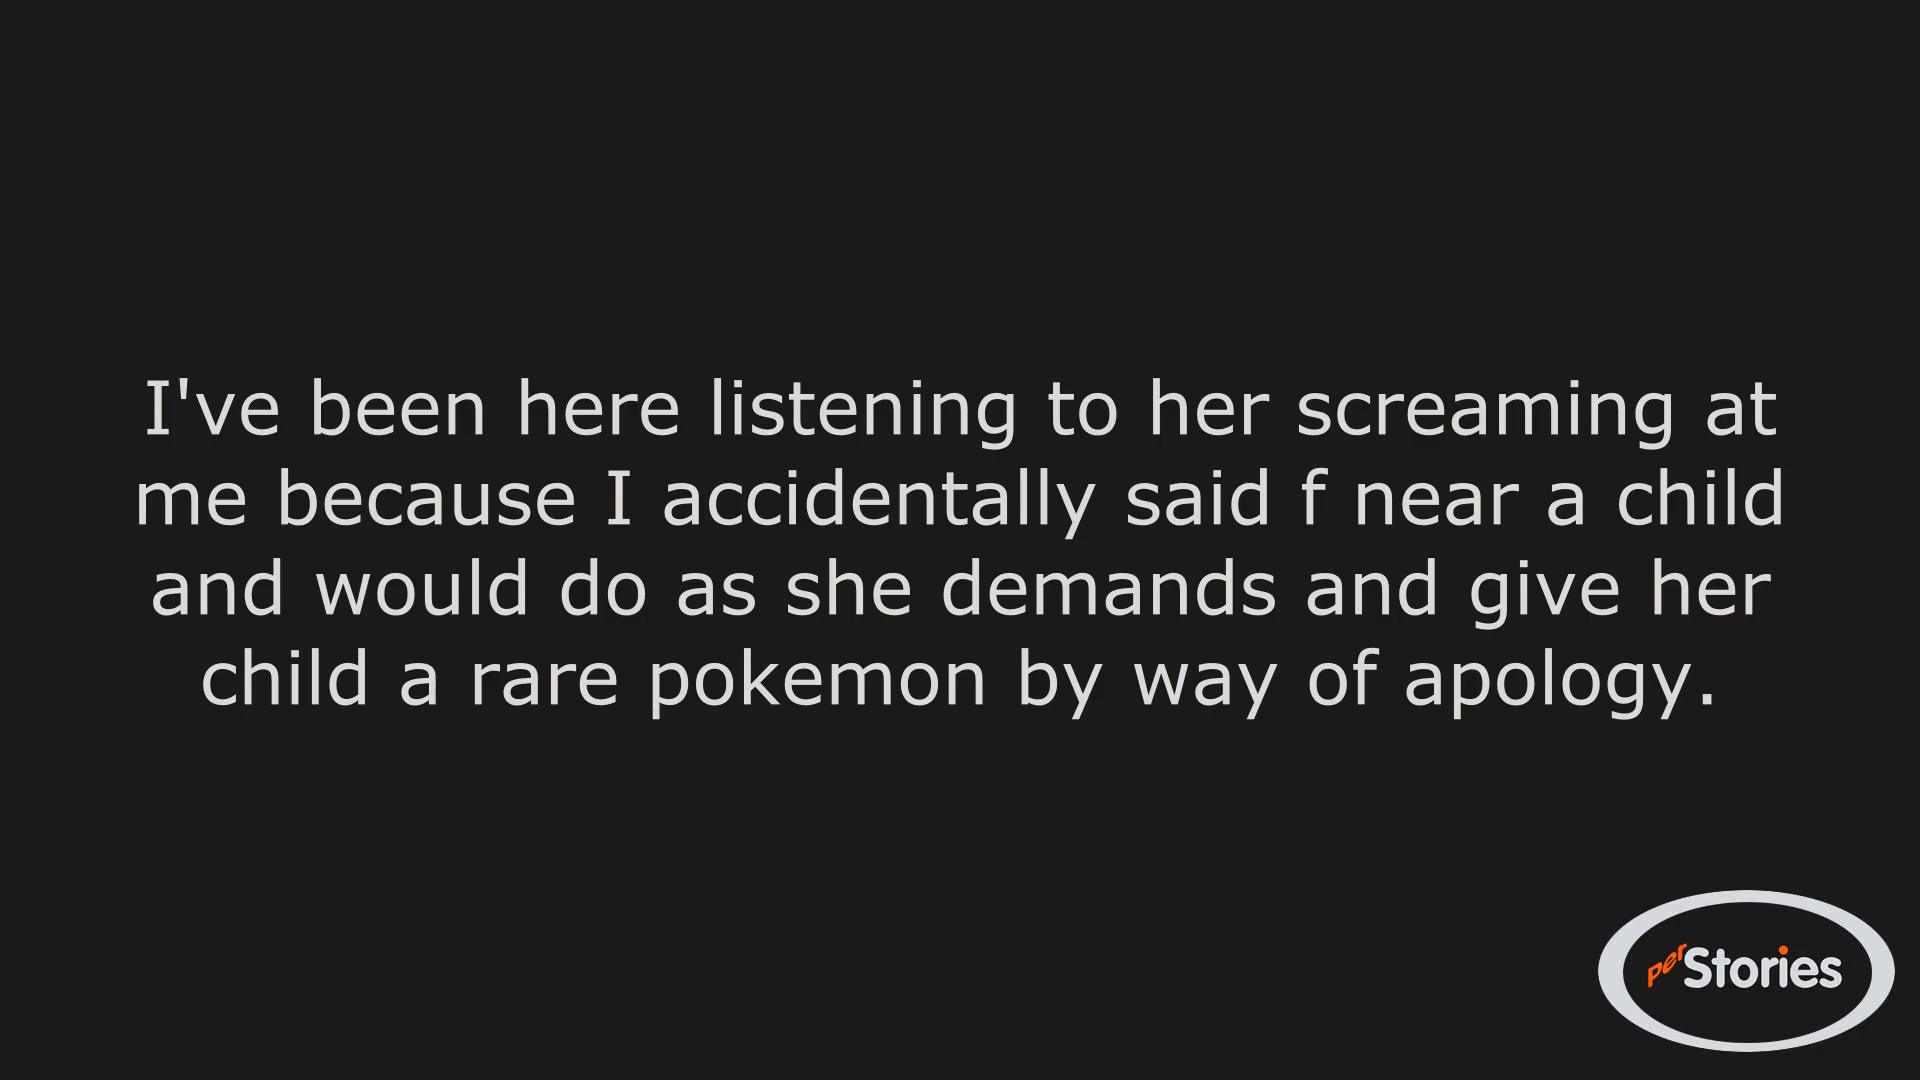 I've been here listening to her screaming at
me because I accidentally said f near a child
and would do as she demands and give her
child a rare pokemon by way of apology.
perStories